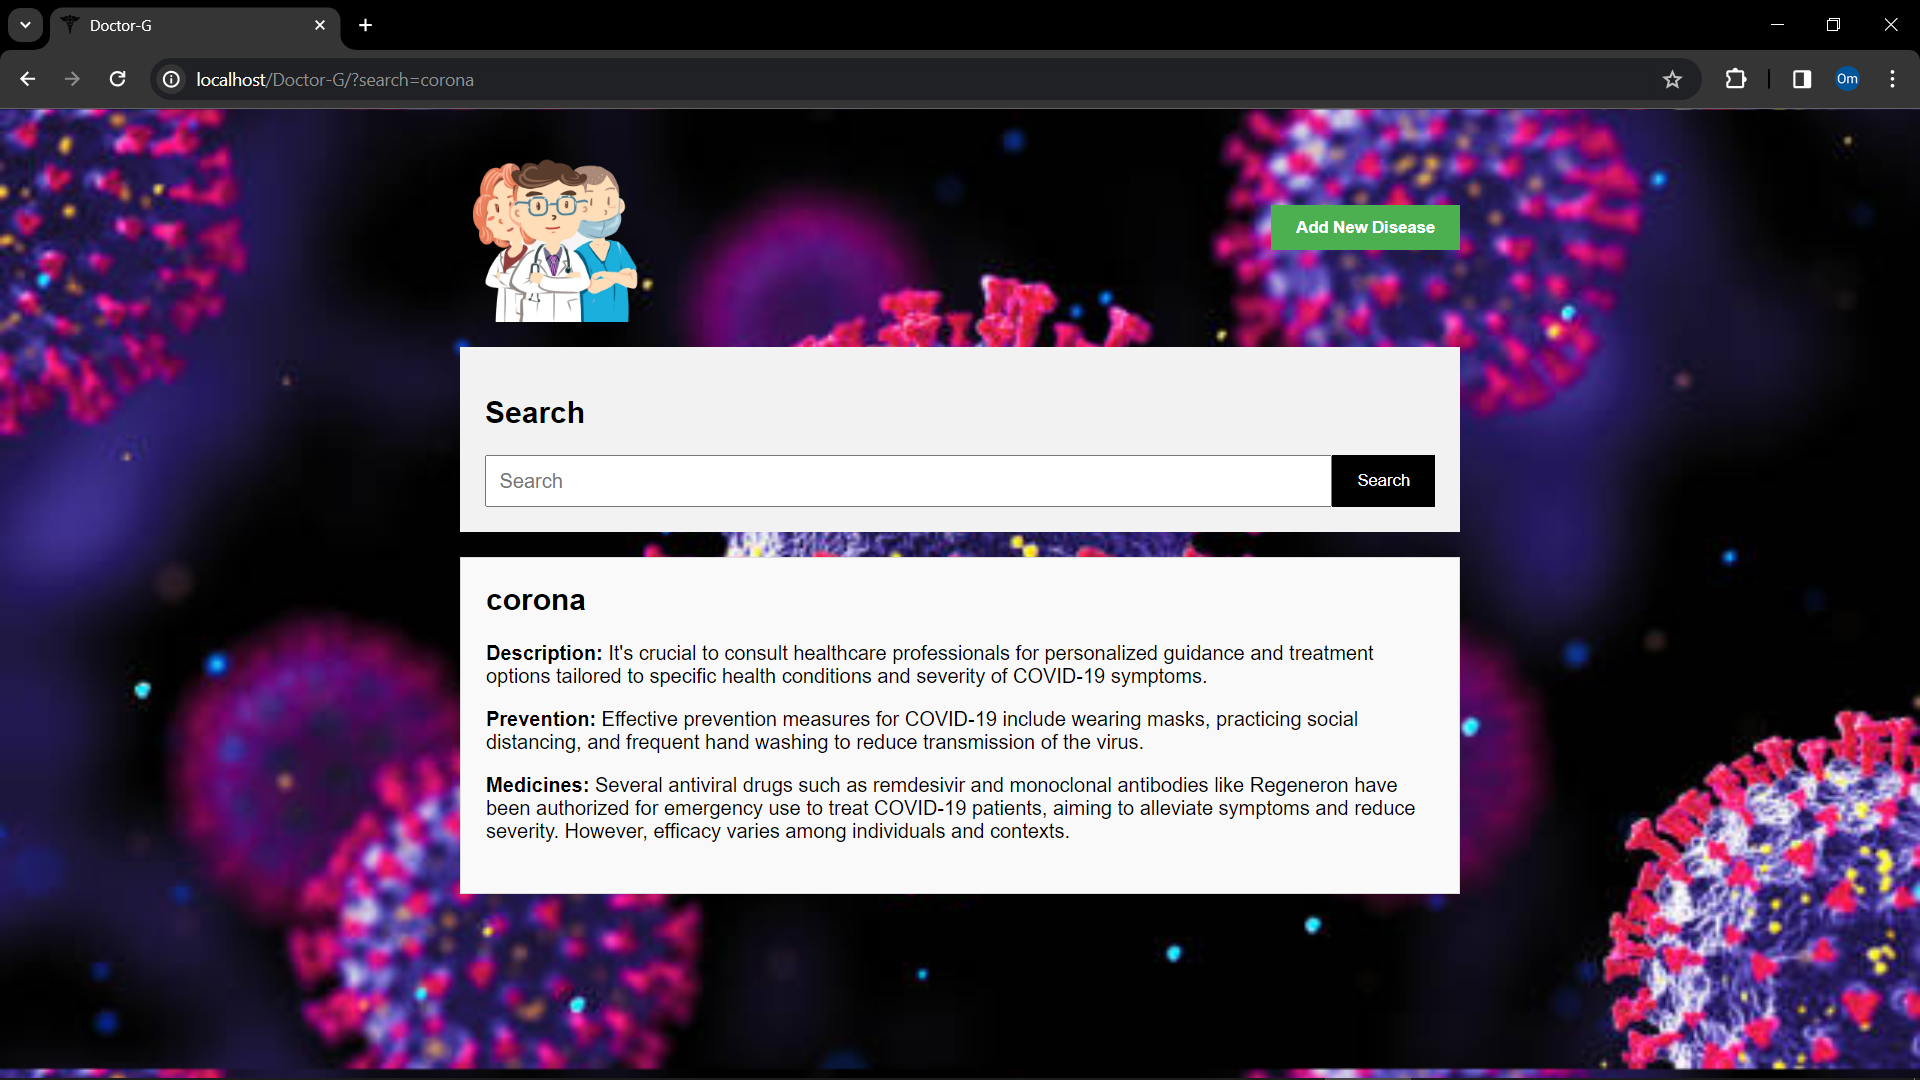 Doctor-G
localhost/Doctor-G/?search=corona
Om
Add New Disease
Search
Search
Search
corona
Description: It's crucial to consult healthcare professionals for personalized guidance and treatment
options tailored to specific health conditions and severity of COVID-19 symptoms.
Prevention: Effective prevention measures for COVID-19 include wearing masks, practicing social
distancing, and frequent hand washing to reduce transmission of the virus.
Medicines: Several antiviral drugs such as remdesivir and monoclonal antibodies like Regeneron have
been authorized for emergency use to treat COVID-19 patients, aiming to alleviate symptoms and reduce
severity. However, efficacy varies among individuals and contexts.